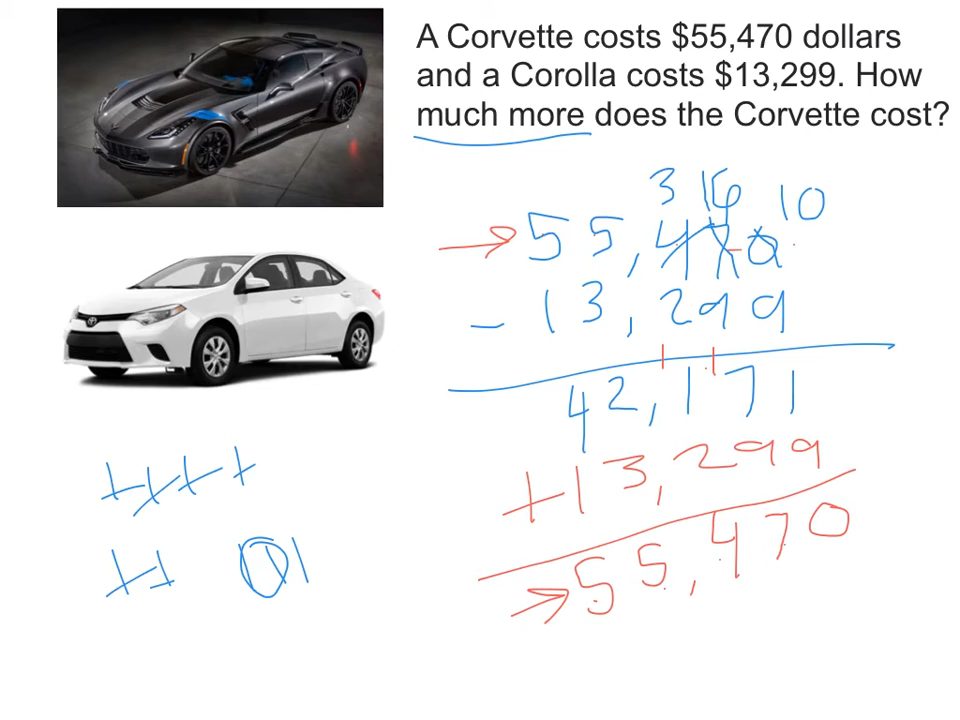 A Corvette costs $55,470 dollars
and a Corolla costs $13,299. How
much more does the Corvette cost?
3 16 10
55,470
- 13,299
42,171
+13,299
55,470